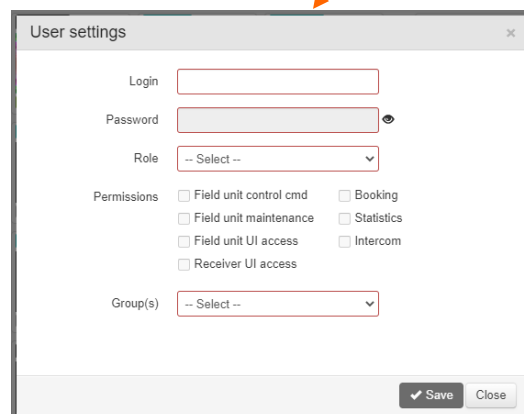 User settings ×
Login
Password
Role -- Select --
Permissions Field unit control cmd Booking
Field unit maintenance Statistics
Field unit UI access Intercom
Receiver UI access
Group(s) -- Select --
Save Close